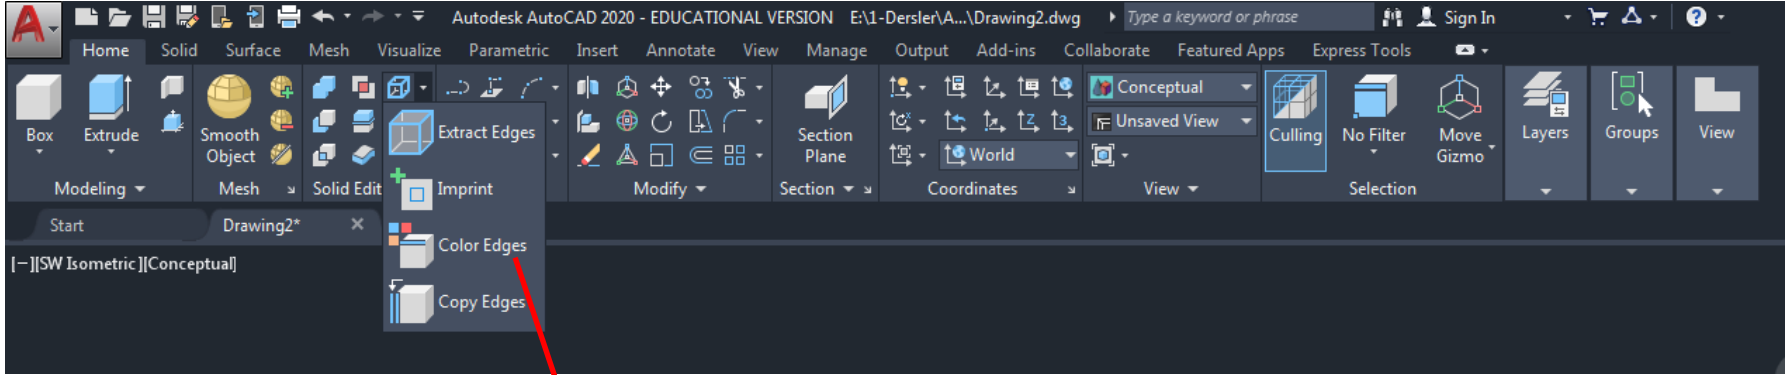 Autodesk AutoCAD 2020 - EDUCATIONAL VERSION E:\1-Dersler\A...\Drawing2.dwg Type a keyword or phrase Sign In
Home Solid Surface Mesh Visualize Parametric Insert Annotate View Manage Output Add-ins Collaborate Featured Apps Express Tools
Box Extrude Smooth Object
Extract Edges
Imprint
Color Edges
Copy Edges
Section Plane
World
Conceptual
Unsaved View
Culling No Filter Move Gizmo Layers Groups View
Modeling Mesh Solid Edit Modify Section Coordinates View Selection
Start Drawing2*
[−][SW Isometric][Conceptual]